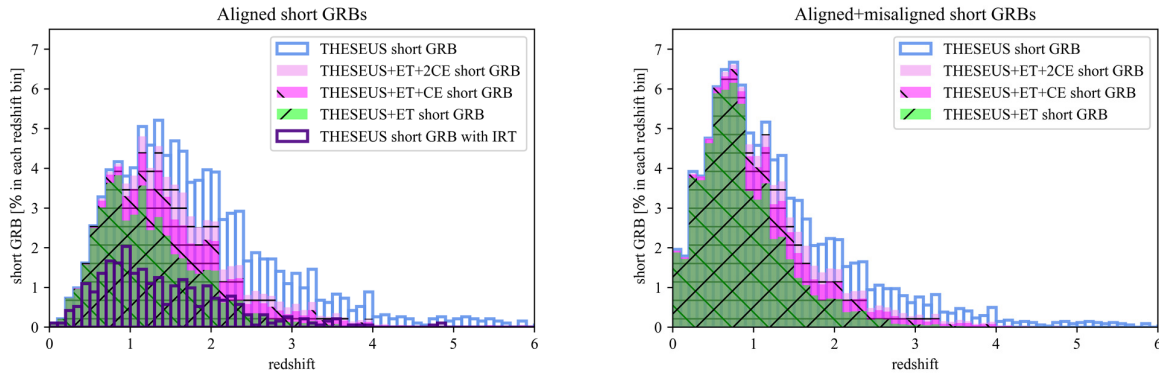 Aligned short GRBs
short GRB [% in each redshift bin]
7
6
5
4
3
2
1
0
THESEUS short GRB
THESEUS+ET+2CE short GRB
THESEUS+ET+CE short GRB
THESEUS+ET short GRB
THESEUS short GRB with IRT
0 1 2 3 4 5 6
redshift
Aligned+misaligned short GRBs
short GRB [% in each redshift bin]
7
6
5
4
3
2
1
0
THESEUS short GRB
THESEUS+ET+2CE short GRB
THESEUS+ET+CE short GRB
THESEUS+ET short GRB
0 1 2 3 4 5 6
redshift